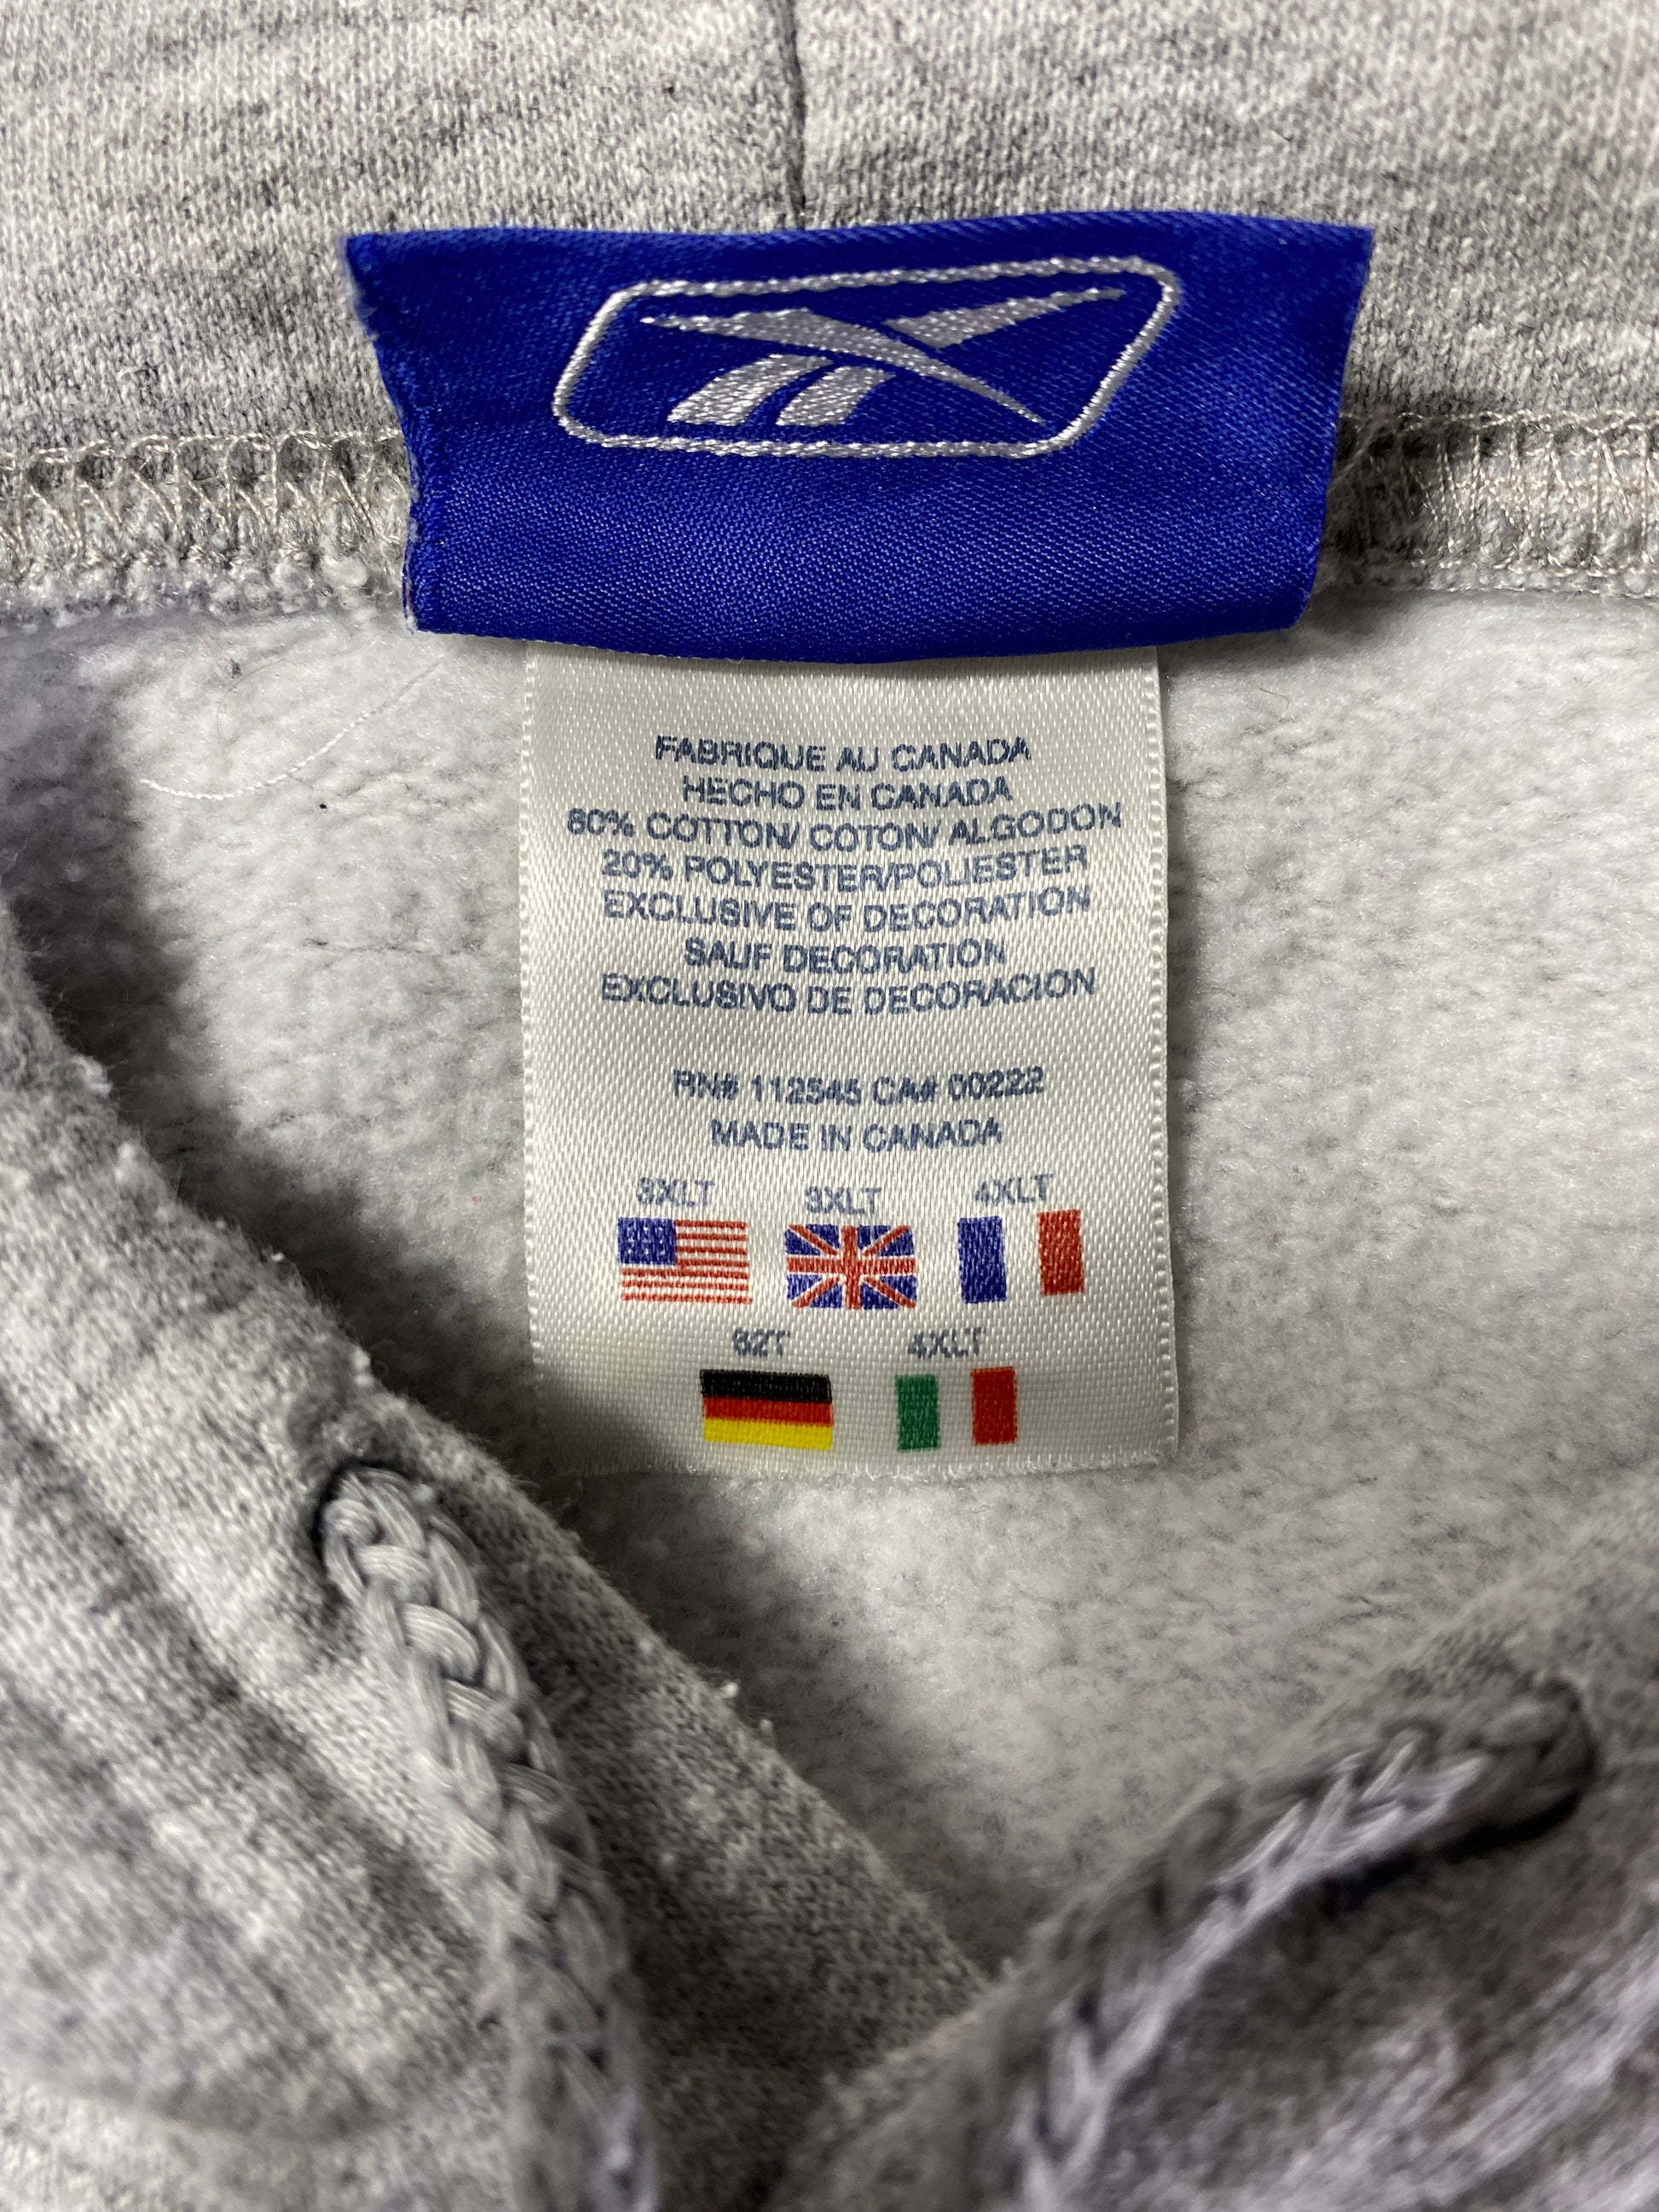 FABRIQUE AU CANADA
HECHO EN CANADA
80% COTTON/ COTON/ ALGODON
20% POLYESTER/POLIESTER
EXCLUSIVE OF DECORATION
SAUF DECORATION
EXCLUSIVO DE DECORACION
RN# 112545 CA# 00222
MADE IN CANADA
3XLT 3XLT 4XLT
62T 4XLT